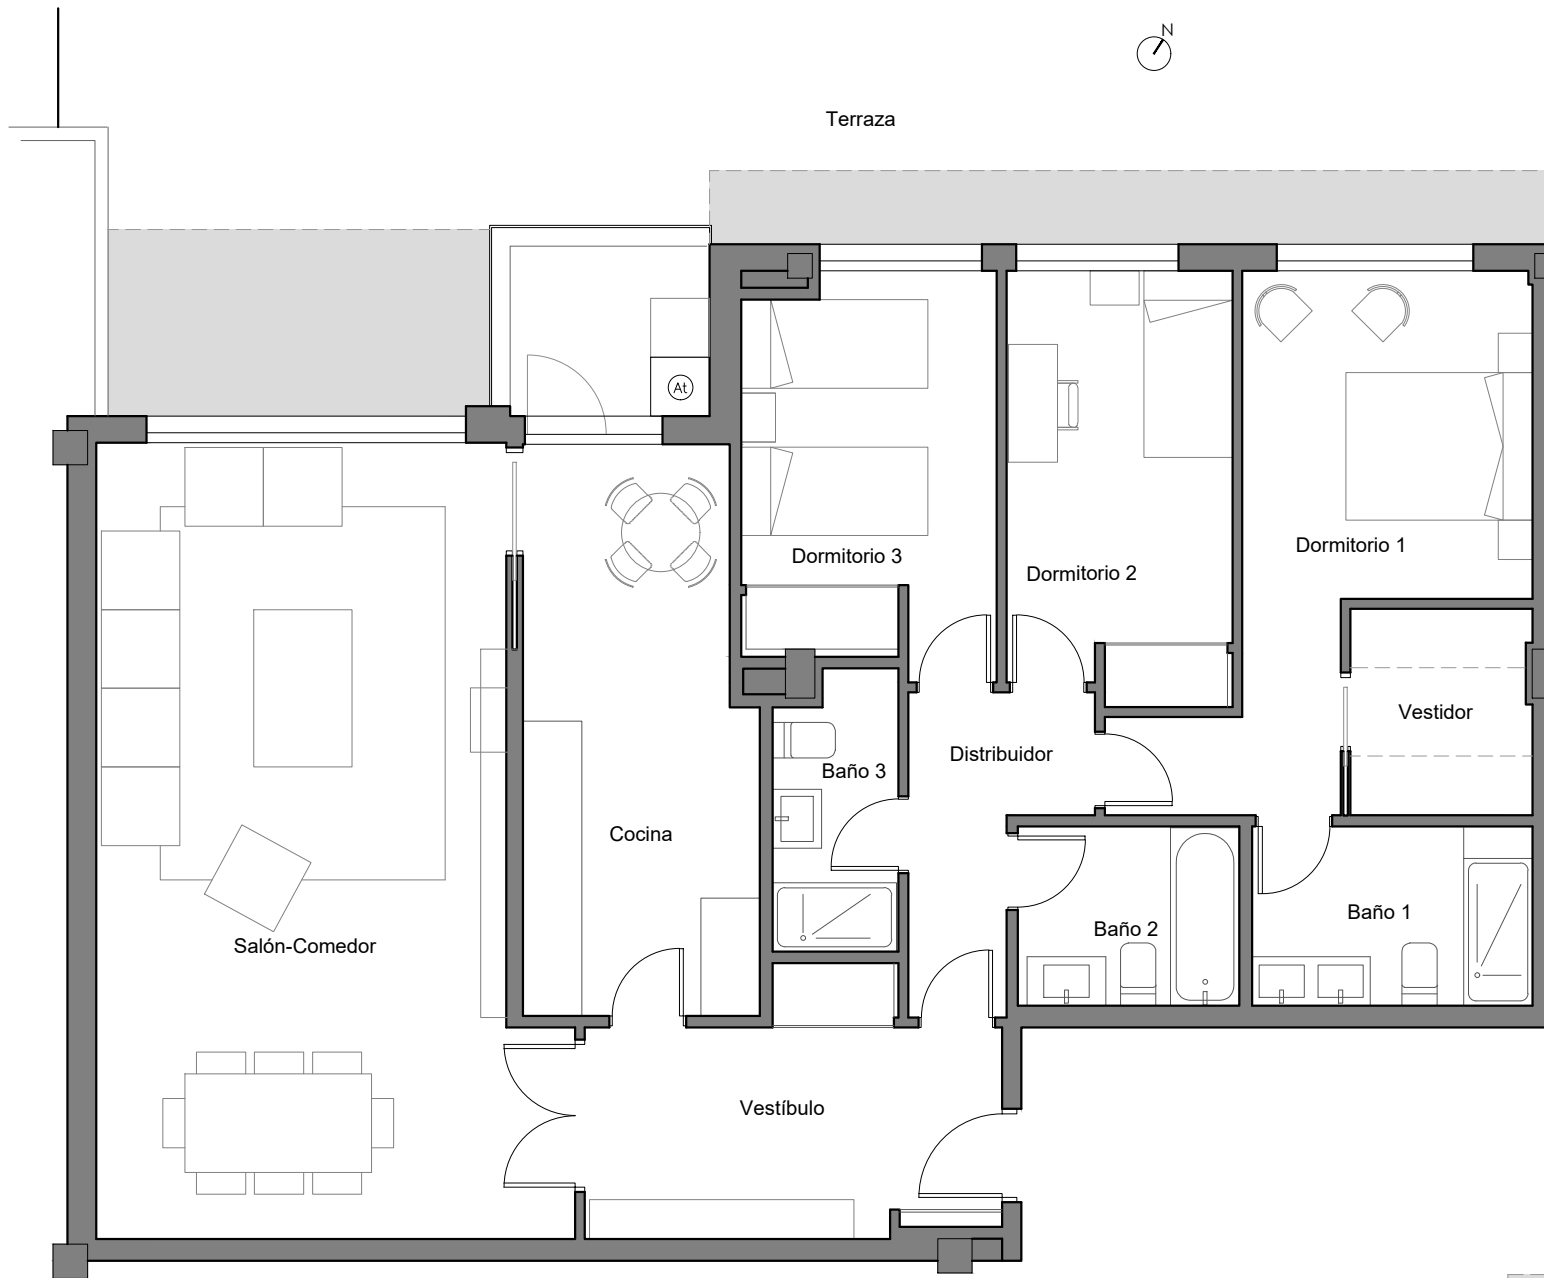 N
Terraza
At
Dormitorio 3
Dormitorio 2
Dormitorio 1
Vestidor
Distribuidor
Baño 3
Cocina
Baño 1
Baño 2
Salón-Comedor
Vestíbulo